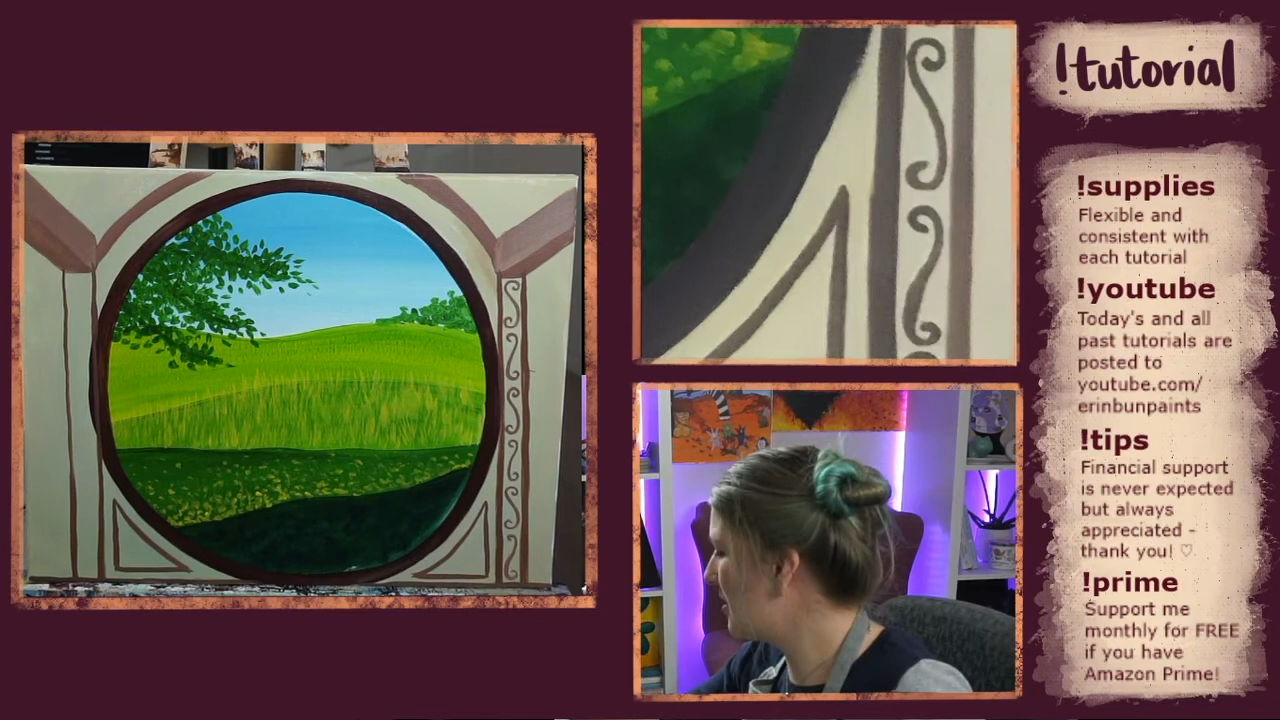 !tutorial
!supplies
Flexible and
consistent with
each tutorial
!youtube
Today's and all
past tutorials are
posted to
youtube.com/
erinbunpaints
!tips
Financial support
is never expected
but always
appreciated -
thank you! ♡
!prime
Support me
monthly for FREE
if you have
Amazon Prime!